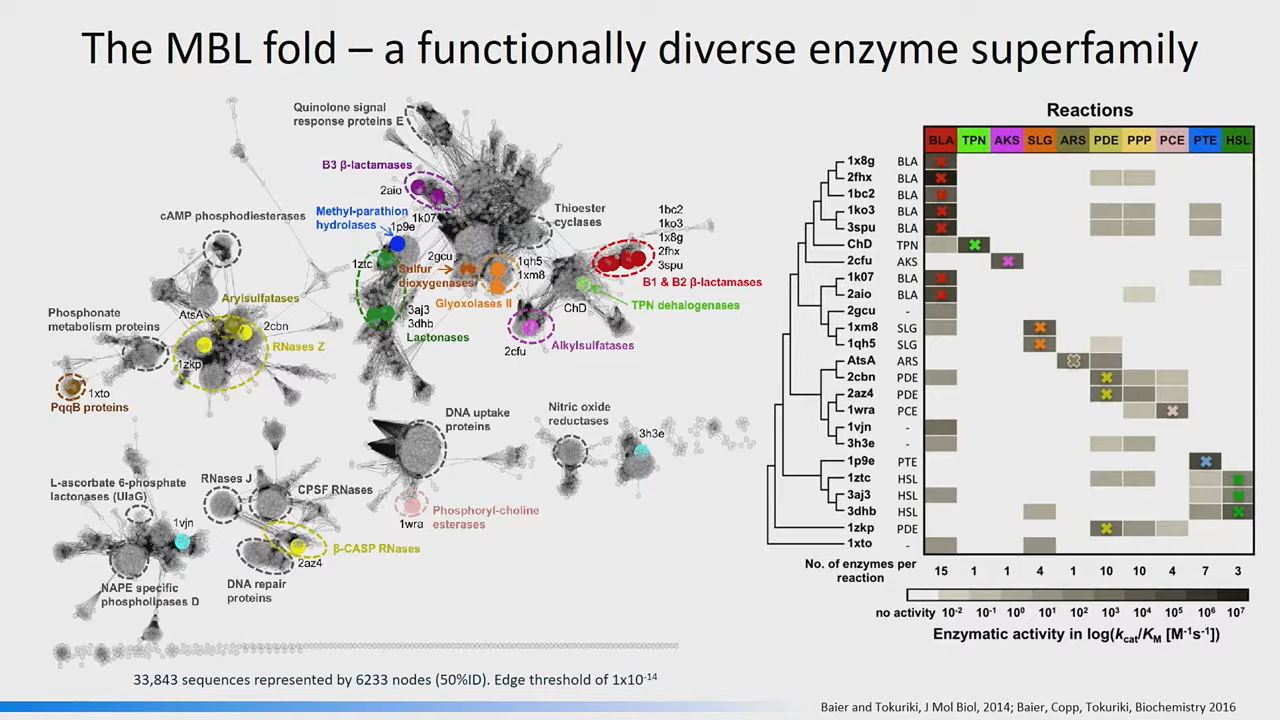 The MBL fold – a functionally diverse enzyme superfamily
Quinolone signal
response proteins E
B3 β-lactamases
2aio
Methyl-parathion
hydrolases
1k07
1p9e
cAMP phosphodiesterases
Thioester
cyclases
1bc2
1ko3
1x8g
2fhx
3spu
1ztc
2gcu
Sulfur
dioxygenases
1qh5
1xm8
B1 & B2 β-lactamases
Glyoxolases II
TPN dehalogenases
ChD
Arylsulfatases
AtsA
2cbn
3aj3
3dhb
Lactonases
Phosphonate
metabolism proteins
RNases Z
1zkp
2cfu
Alkylsulfatases
1xto
PqqB proteins
DNA uptake
proteins
Nitric oxide
reductases
3h3e
L-ascorbate 6-phosphate
lactonases (UlaG)
RNases J
CPSF RNases
1vjn
1wra
Phosphoryl-choline
esterases
β-CASP RNases
2az4
NAPE specific
phospholipases D
DNA repair
proteins
33,843 sequences represented by 6233 nodes (50%ID). Edge threshold of 1x10-14
Reactions
BLA TPN AKS SLG ARS PDE PPP PCE PTE HSL
1x8g BLA
2fhx BLA
1bc2 BLA
1ko3 BLA
3spu BLA
ChD TPN
2cfu AKS
1k07 BLA
2aio BLA
2gcu -
1xm8 SLG
1qh5 SLG
AtsA ARS
2cbn PDE
2az4 PDE
1wra PCE
1vjn -
3h3e -
1p9e PTE
1ztc HSL
3aj3 HSL
3dhb HSL
1zkp PDE
1xto -
No. of enzymes per
reaction
15 1 1 4 1 10 10 4 7 3
no activity 10-2 10-1 100 101 102 103 104 105 106 107
Enzymatic activity in log(kcat/KM [M-1s-1])
Baier and Tokuriki, J Mol Biol, 2014; Baier, Copp, Tokuriki, Biochemistry 2016